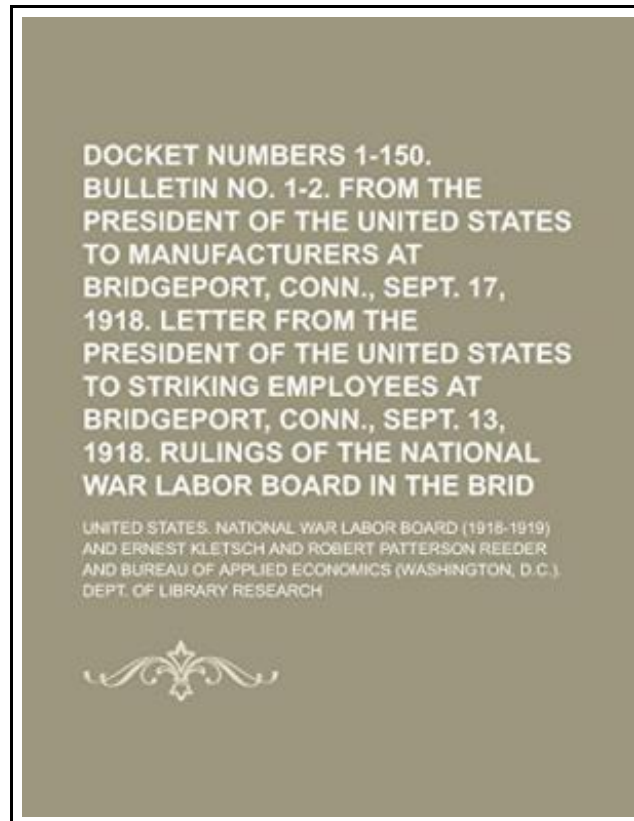 DOCKET NUMBERS 1-150.
BULLETIN NO. 1-2. FROM THE
PRESIDENT OF THE UNITED STATES
TO MANUFACTURERS AT
BRIDGEPORT, CONN., SEPT. 17,
1918. LETTER FROM THE
PRESIDENT OF THE UNITED STATES
TO STRIKING EMPLOYEES AT
BRIDGEPORT, CONN., SEPT. 13,
1918. RULINGS OF THE NATIONAL
WAR LABOR BOARD IN THE BRID
UNITED STATES. NATIONAL WAR LABOR BOARD (1918-1919)
AND ERNEST KLETSCH AND ROBERT PATTERSON REEDER
AND BUREAU OF APPLIED ECONOMICS (WASHINGTON, D.C.).
DEPT. OF LIBRARY RESEARCH